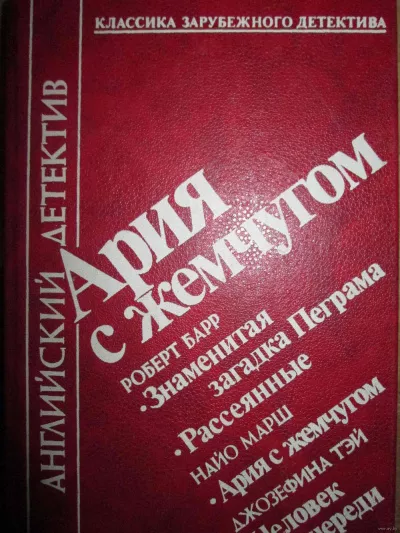 КЛАССИКА ЗАРУБЕЖНОГО ДЕТЕКТИВА
АНГЛИЙСКИЙ ДЕТЕКТИВ
Ария
с жемчугом
РОБЕРТ БАРР
• Знаменитая
загадка Пеграма
• Рассеянные
НАЙО МАРШ
• Ария с жемчугом
ДЖОЗЕФИНА ТЭЙ
Человек